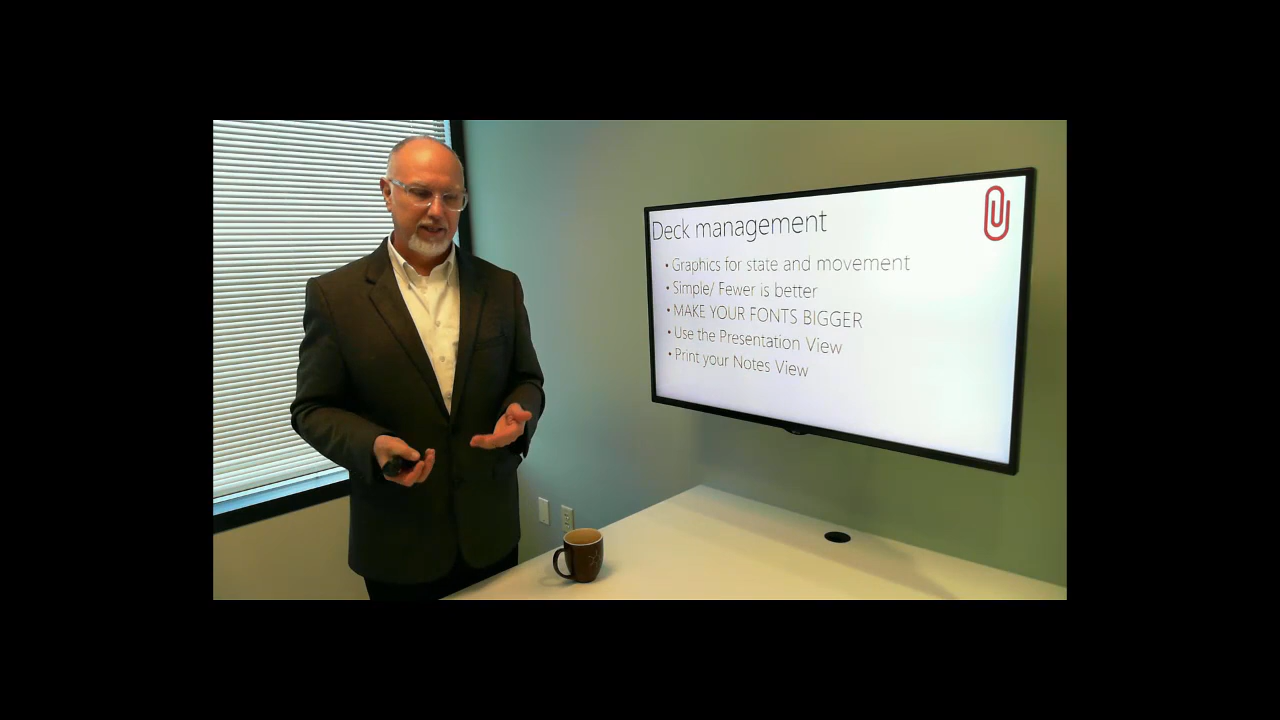 Deck management
• Graphics for state and movement
• Simple/ Fewer is better
• MAKE YOUR FONTS BIGGER
• Use the Presentation View
• Print your Notes View